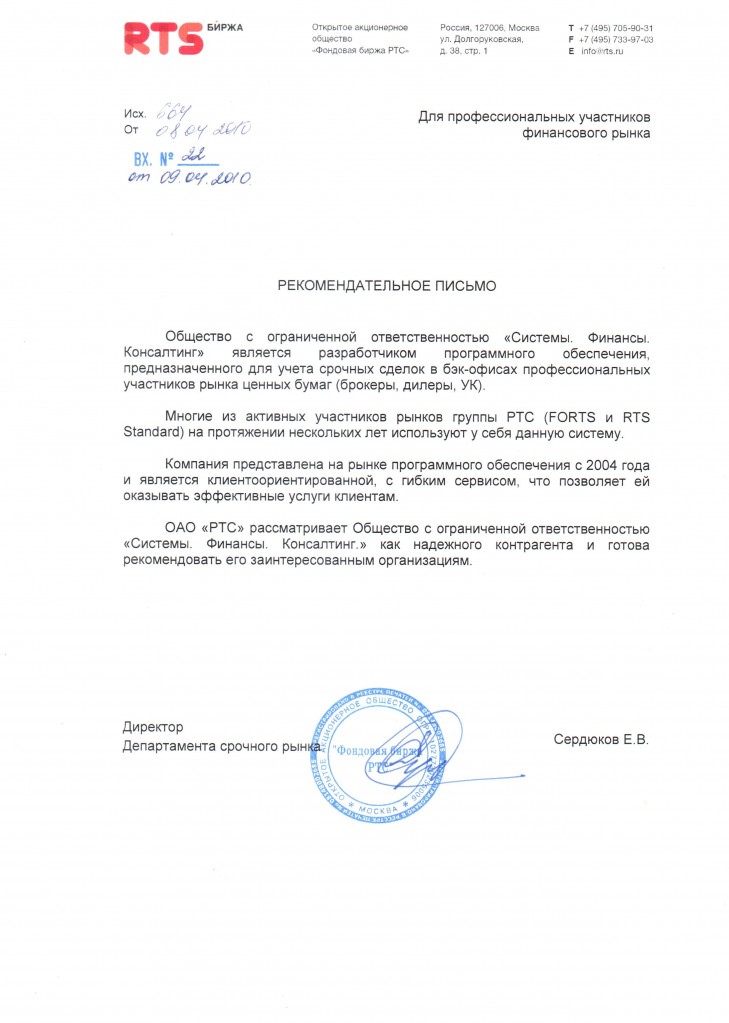 RTS БИРЖА
Открытое акционерное
общество
«Фондовая биржа РТС»
Россия, 127006, Москва
ул. Долгоруковская,
д. 38, стр. 1
T +7 (495) 705-90-31
F +7 (495) 733-97-03
E info@rts.ru
Исх. 664
От 08 04 2010
ВХ. № 22
от 09.04.2010.
Для профессиональных участников
финансового рынка
РЕКОМЕНДАТЕЛЬНОЕ ПИСЬМО
Общество с ограниченной ответственностью «Системы. Финансы.
Консалтинг» является разработчиком программного обеспечения,
предназначенного для учета срочных сделок в бэк-офисах профессиональных
участников рынка ценных бумаг (брокеры, дилеры, УК).
Многие из активных участников рынков группы РТС (FORTS и RTS
Standard) на протяжении нескольких лет используют у себя данную систему.
Компания представлена на рынке программного обеспечения с 2004 года
и является клиентоориентированной, с гибким сервисом, что позволяет ей
оказывать эффективные услуги клиентам.
ОАО «РТС» рассматривает Общество с ограниченной ответственностью
«Системы. Финансы. Консалтинг.» как надежного контрагента и готова
рекомендовать его заинтересованным организациям.
Директор
Департамента срочного рынка
ОТКРЫТОЕ АКЦИОНЕРНОЕ ОБЩЕСТВО
"Фондовая биржа
РТС"
* МОСКВА *
Сердюков Е.В.